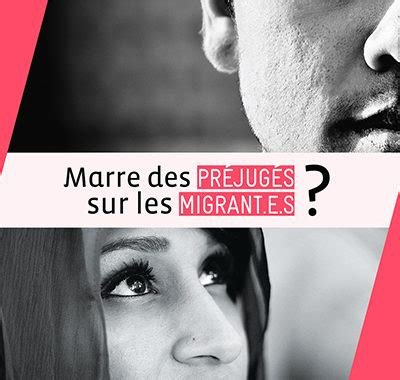 Marre des PRÉJUGÉS
sur les MIGRANT.E.S ?